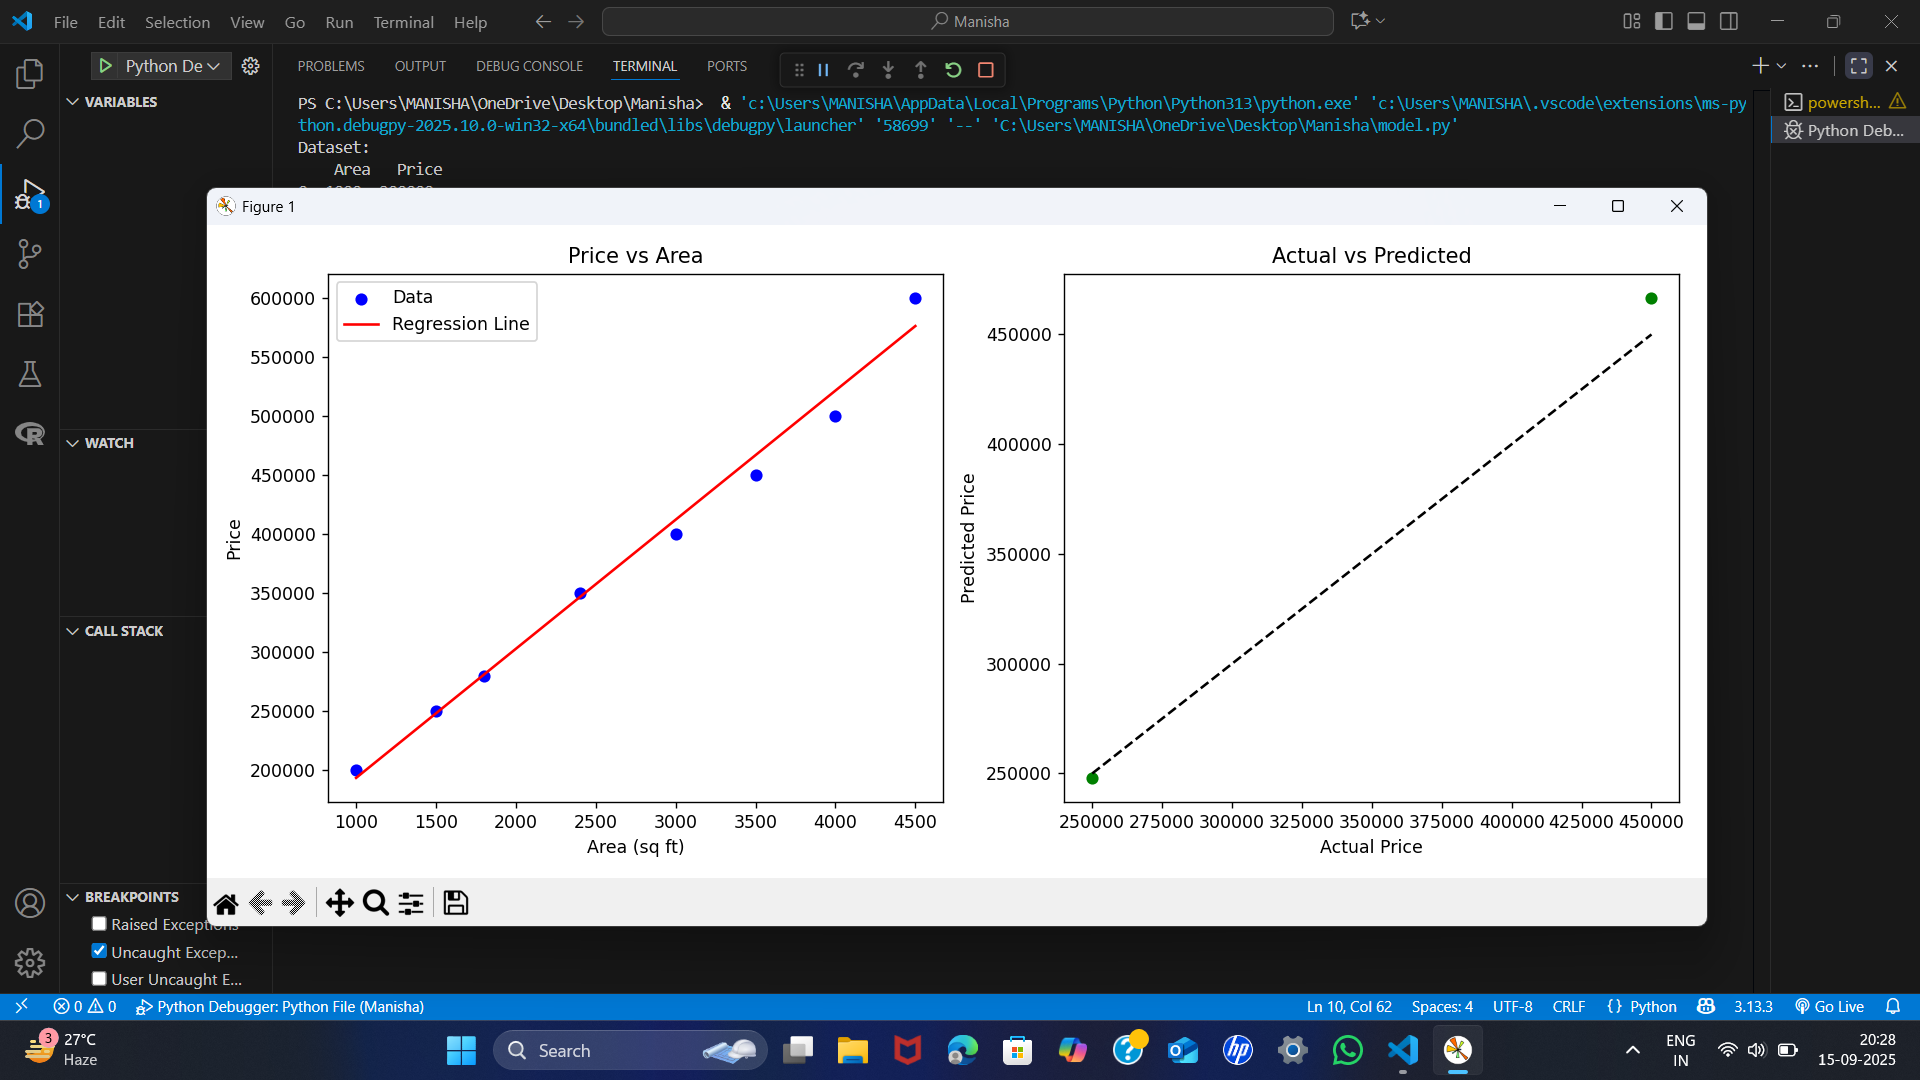 File Edit Selection View Go Run Terminal Help
Manisha
Python De
PROBLEMS OUTPUT DEBUG CONSOLE TERMINAL PORTS
VARIABLES
PS C:\Users\MANISHA\OneDrive\Desktop\Manisha> & 'c:\Users\MANISHA\AppData\Local\Programs\Python\Python313\python.exe' 'c:\Users\MANISHA\.vscode\extensions\ms-py
thon.debugpy-2025.10.0-win32-x64\bundled\libs\debugpy\launcher' '58699' '--' 'C:\Users\MANISHA\OneDrive\Desktop\Manisha\model.py'
Dataset:
Area Price
powersh...
Python Deb...
1
Figure 1
Price vs Area
Data
Regression Line
600000
550000
500000
450000
400000
350000
300000
250000
200000
Price
1000 1500 2000 2500 3000 3500 4000 4500
Area (sq ft)
Actual vs Predicted
450000
400000
350000
300000
250000
Predicted Price
250000 275000 300000 325000 350000 375000 400000 425000 450000
Actual Price
WATCH
CALL STACK
BREAKPOINTS
Raised Exceptions
Uncaught Excep...
User Uncaught E...
0 0 Python Debugger: Python File (Manisha)
Ln 10, Col 62 Spaces: 4 UTF-8 CRLF {} Python 3.13.3 Go Live
3
27°C
Haze
Search
hp
ENG
IN
20:28
15-09-2025